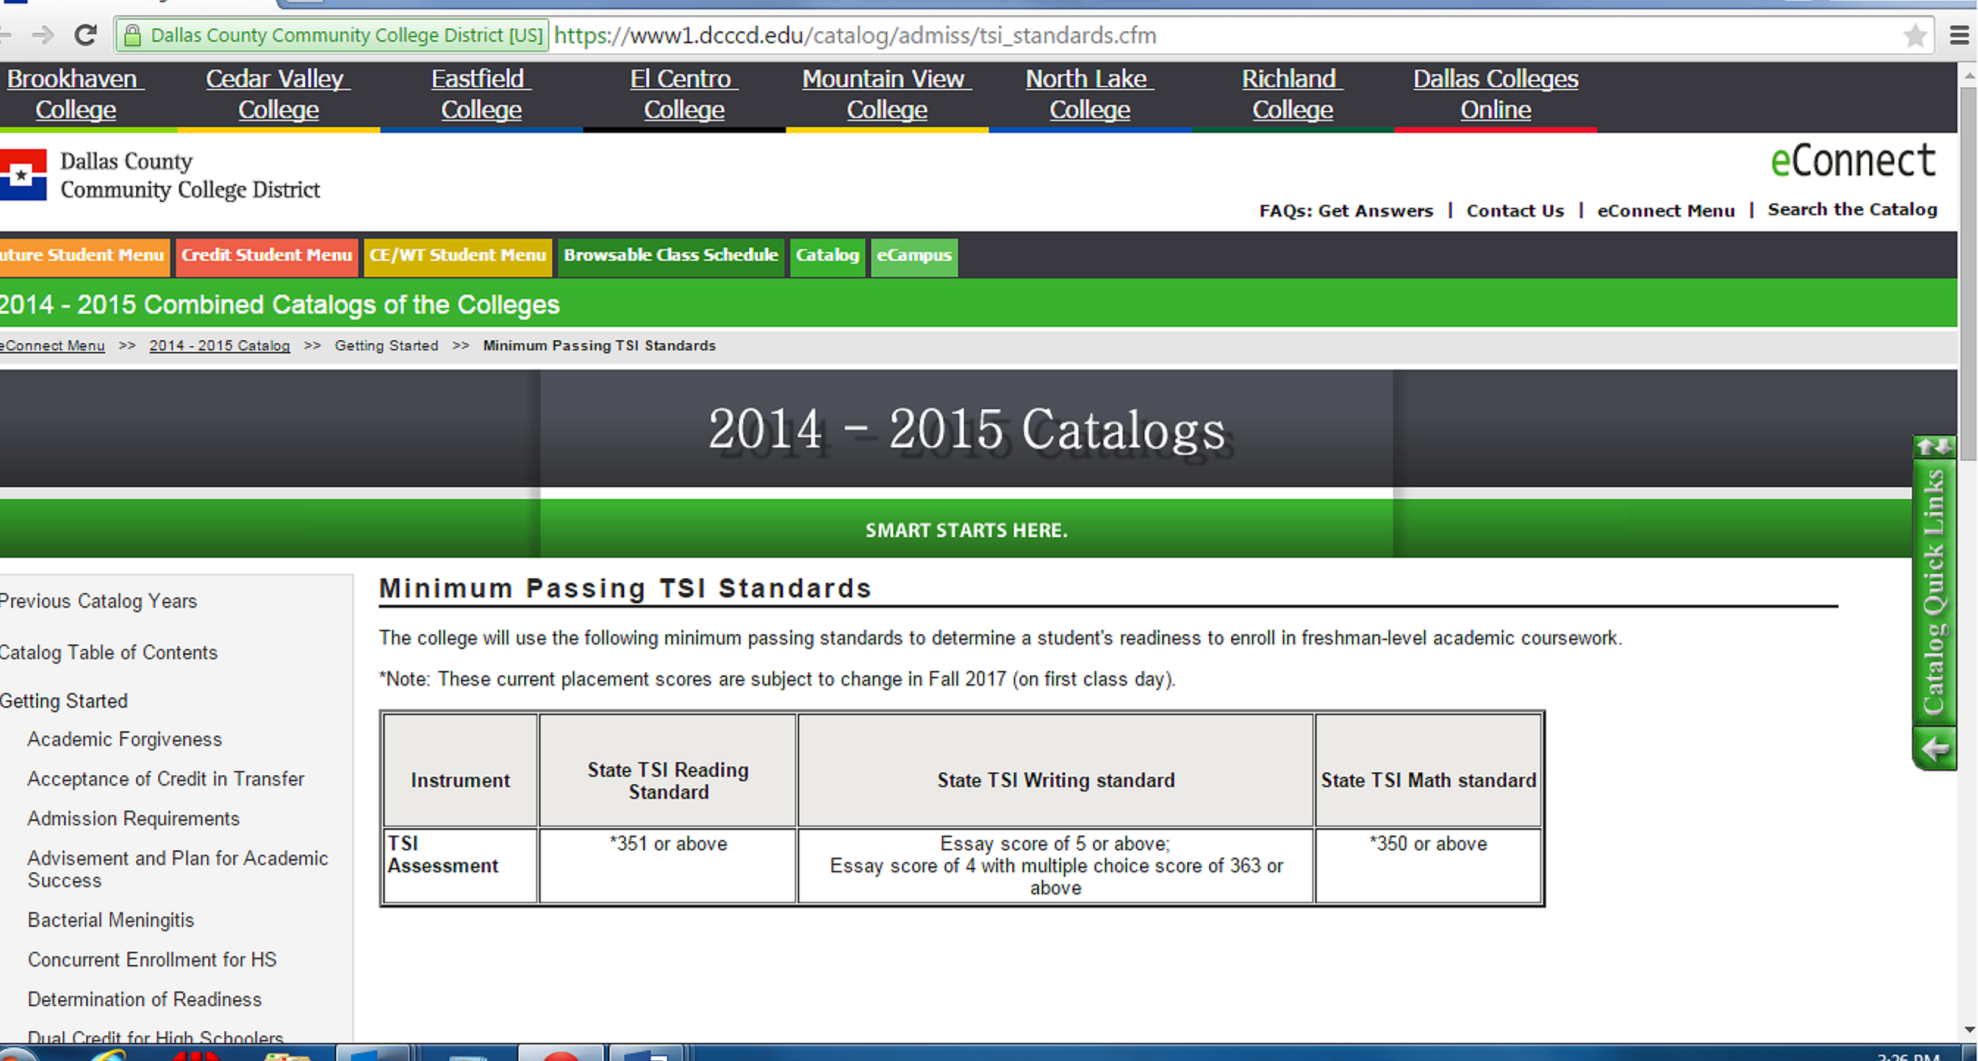 Dallas County Community College District [US] https://www1.dcccd.edu/catalog/admiss/tsi_standards.cfm
Brookhaven College
Cedar Valley College
Eastfield College
El Centro College
Mountain View College
North Lake College
Richland College
Dallas Colleges Online
Dallas County
Community College District
eConnect
FAQs: Get Answers | Contact Us | eConnect Menu | Search the Catalog
uture Student Menu Credit Student Menu CE/WT Student Menu Browsable Class Schedule Catalog eCampus
2014 - 2015 Combined Catalogs of the Colleges
eConnect Menu >> 2014 - 2015 Catalog >> Getting Started >> Minimum Passing TSI Standards
2014 - 2015 Catalogs
SMART STARTS HERE.
Catalog Quick Links
Previous Catalog Years
Catalog Table of Contents
Getting Started
Academic Forgiveness
Acceptance of Credit in Transfer
Admission Requirements
Advisement and Plan for Academic
Success
Bacterial Meningitis
Concurrent Enrollment for HS
Determination of Readiness
Dual Credit for High Schoolers
Minimum Passing TSI Standards
The college will use the following minimum passing standards to determine a student's readiness to enroll in freshman-level academic coursework.
*Note: These current placement scores are subject to change in Fall 2017 (on first class day).
Instrument
State TSI Reading
Standard
State TSI Writing standard
State TSI Math standard
TSI
Assessment
*351 or above
Essay score of 5 or above;
Essay score of 4 with multiple choice score of 363 or
above
*350 or above
3:26 PM